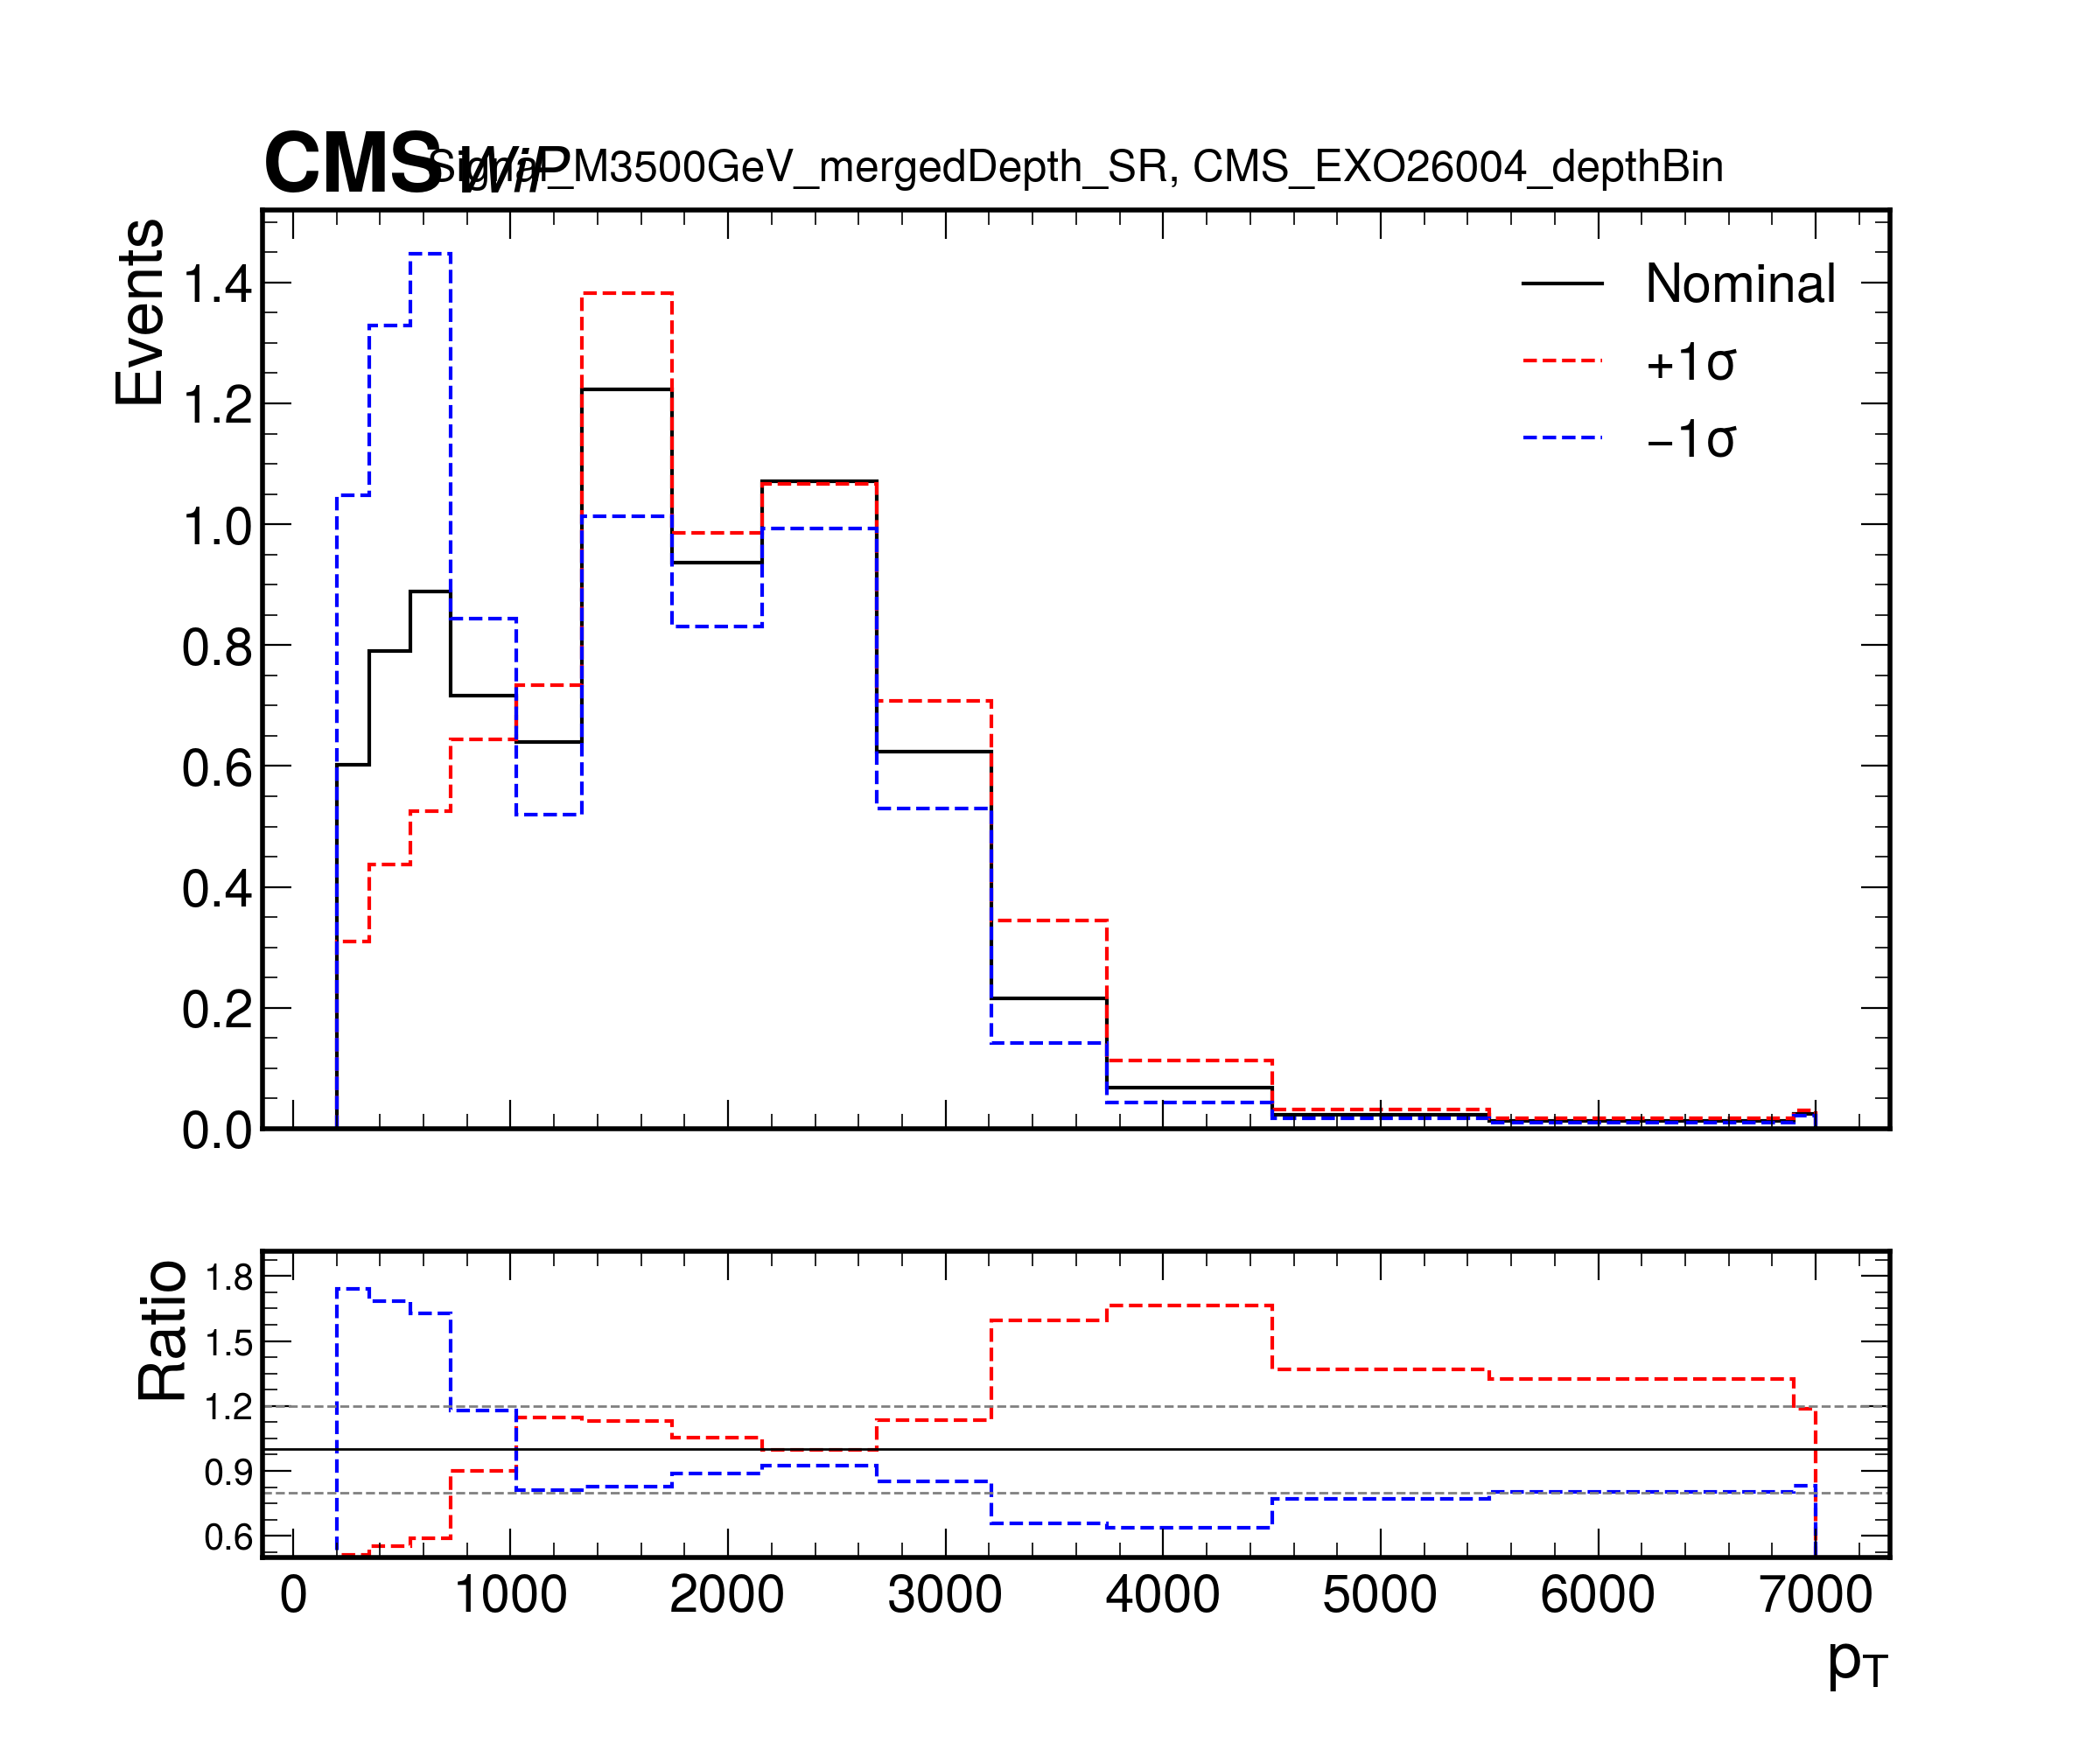 CMS WiP Signal_M3500GeV_mergedDepth_SR, CMS_EXO26004_depthBin
Events
1.4
1.2
1.0
0.8
0.6
0.4
0.2
0.0
Nominal
+1σ
−1σ
Ratio
1.8
1.5
1.2
0.9
0.6
0 1000 2000 3000 4000 5000 6000 7000
pT